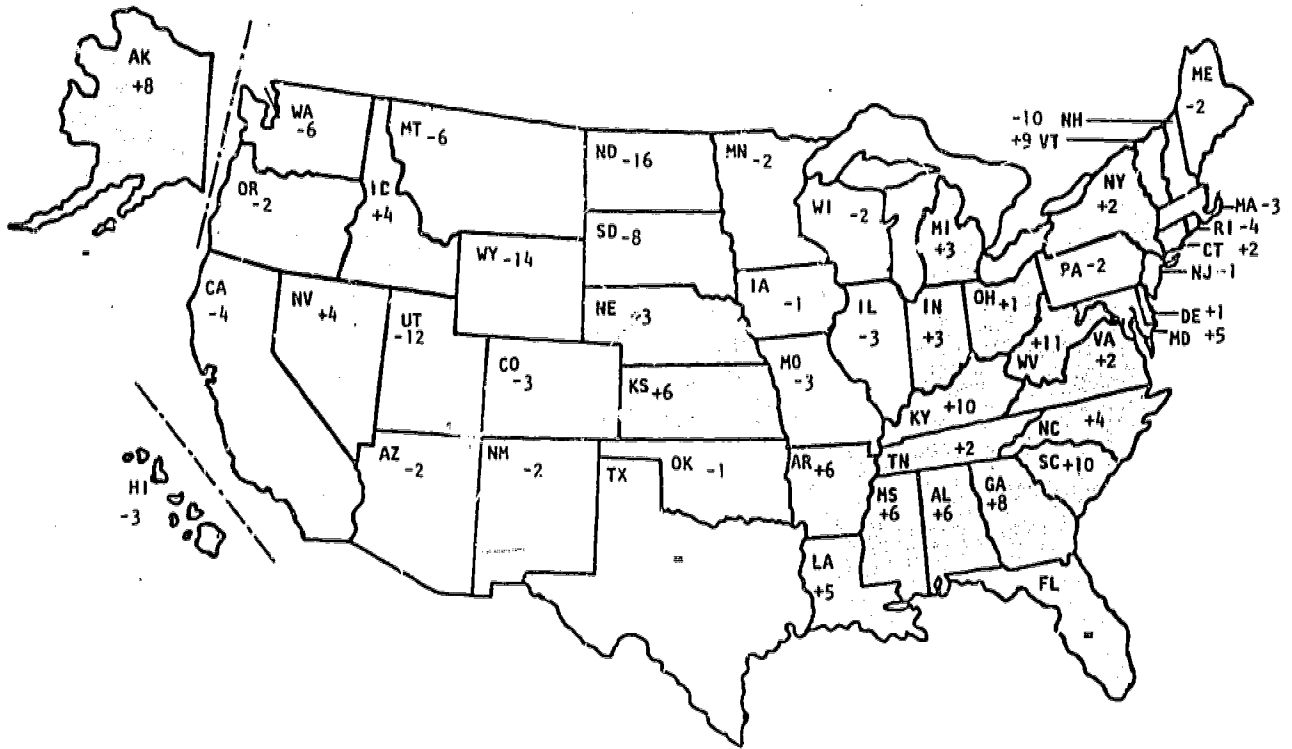 AK
+8
WA
-6
MT -6
ND -16
MN -2
ME
-2
-10 NH
+9 VT
OR
-2
IC
+4
WI -2
MI
+3
NY
+2
MA -3
RI -4
CT +2
NJ -1
SD -8
WY -14
PA -2
CA
-4
NV
+4
UT
-12
NE -3
IA
-1
IL
-3
IN
+3
OH +1
DE +1
MD +5
+11
WV
VA
+2
CO
-3
KS +6
MO
-3
KY +10
NC +4
TN +2
SC +10
AZ
-2
NM
-2
TX
=
OK -1
AR +6
MS
+6
AL
+6
GA
+8
LA
+5
FL
=
HI
-3